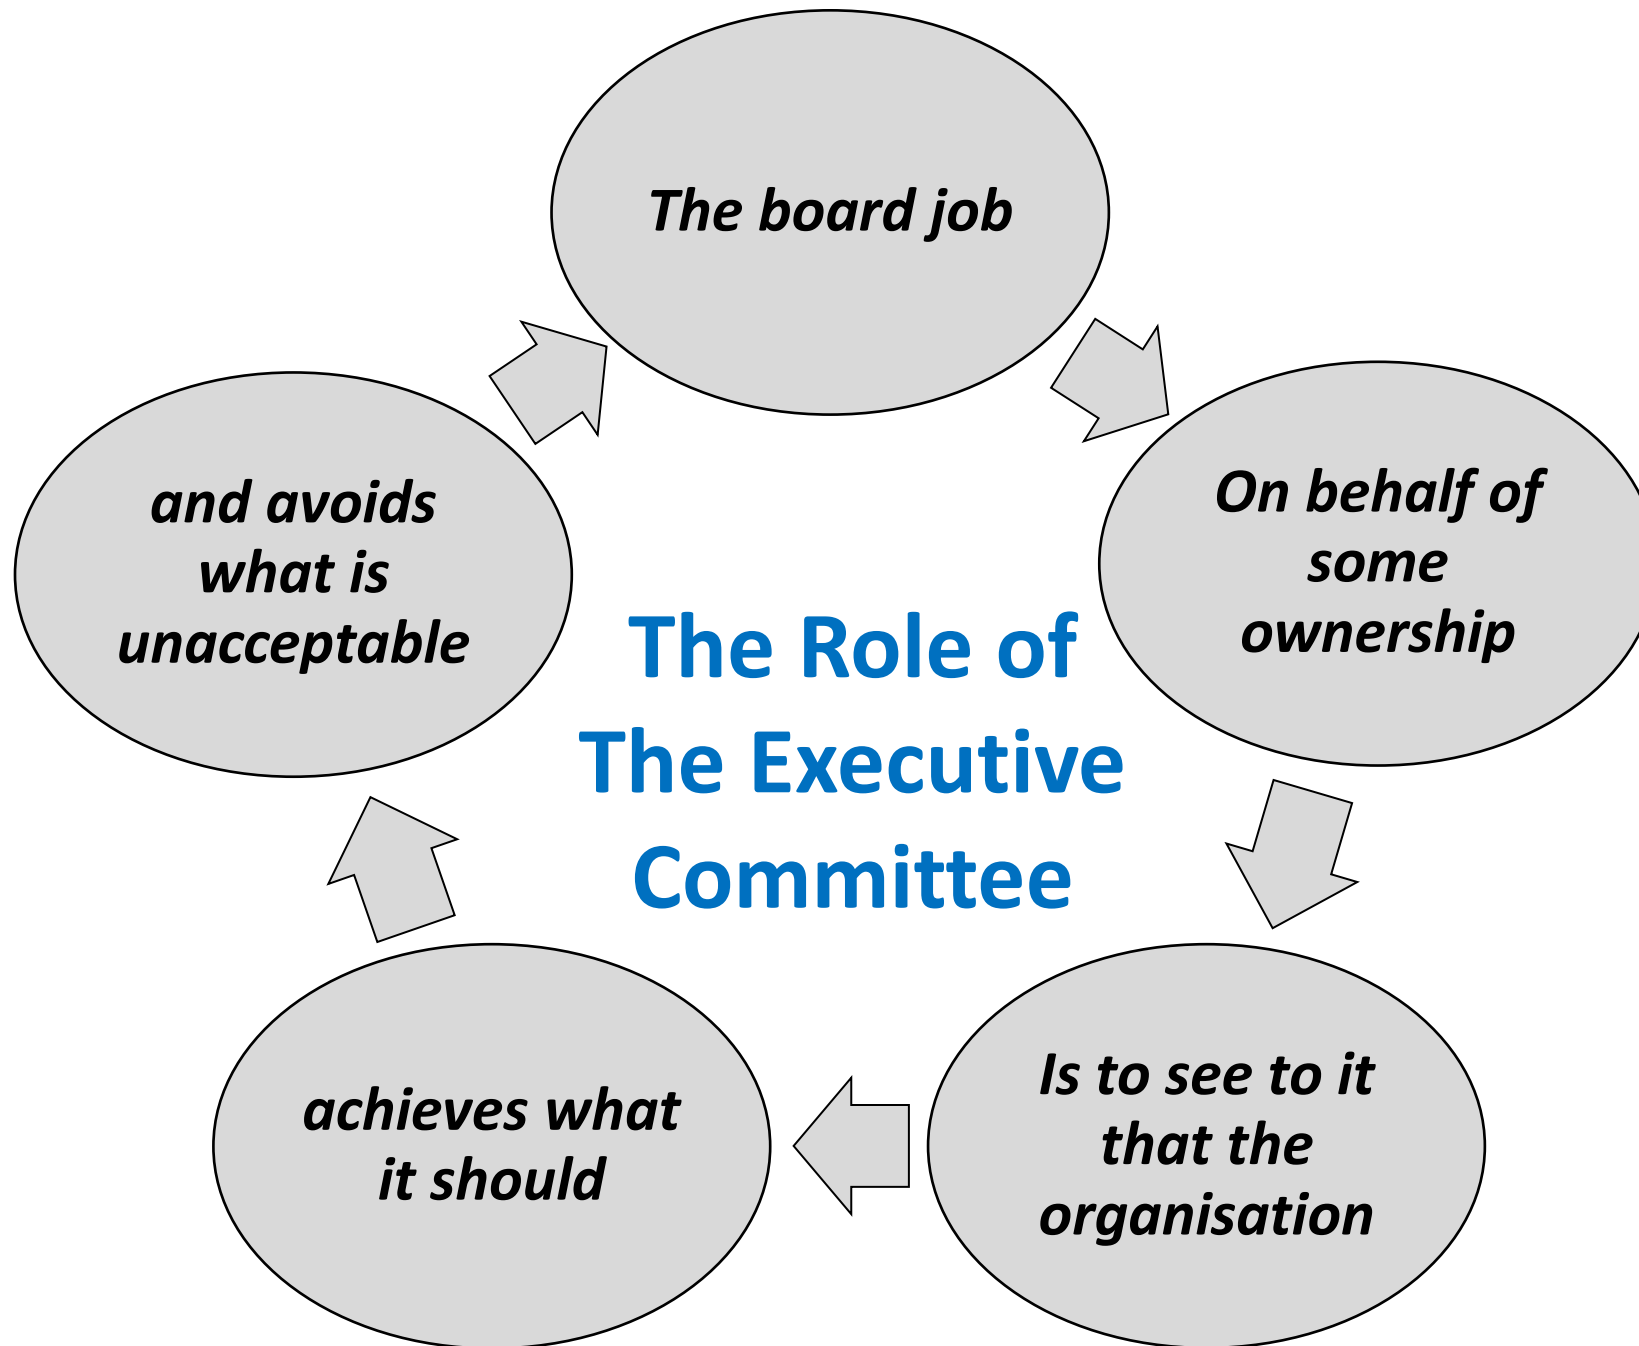 The board job
On behalf of
some
ownership
Is to see to it
that the
organisation
achieves what
it should
and avoids
what is
unacceptable
The Role of
The Executive
Committee